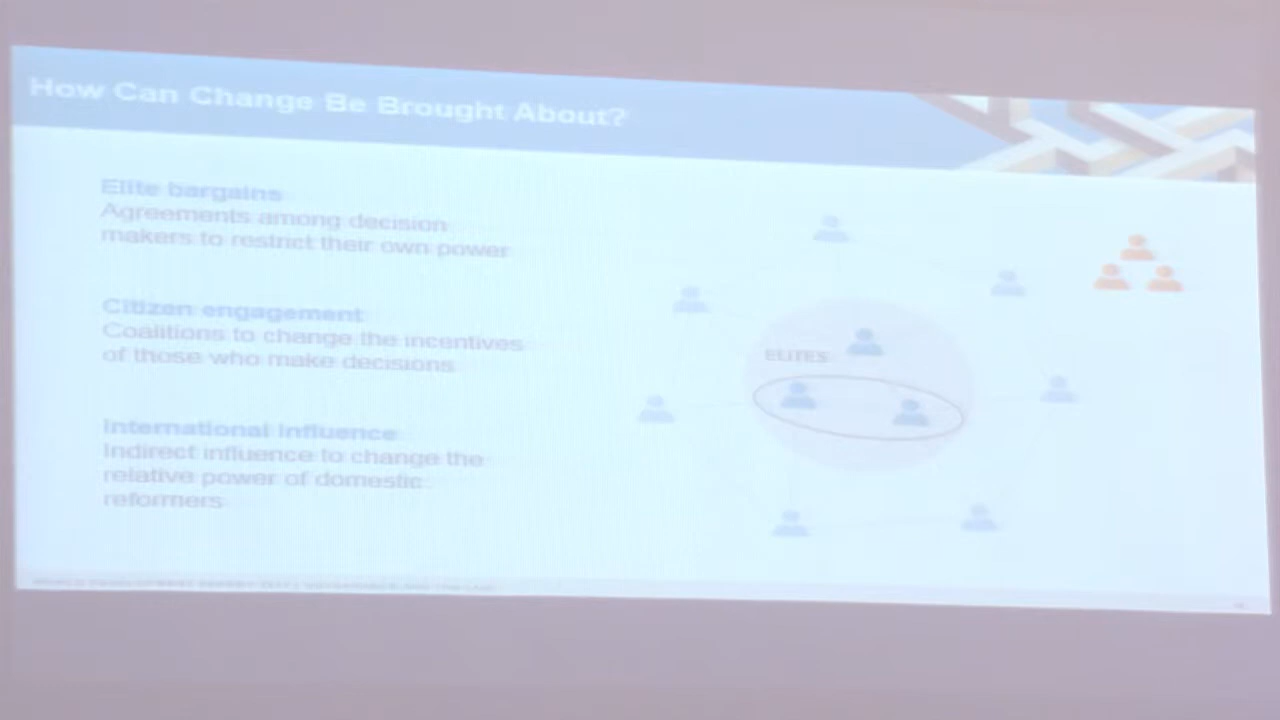 How Can Change Be Brought About?
Elite bargains
Agreements among decision
makers to restrict their own power
Citizen engagement
Coalitions to change the incentives
of those who make decisions
International Influence
Indirect influence to change the
relative power of domestic
reformers
ELITES